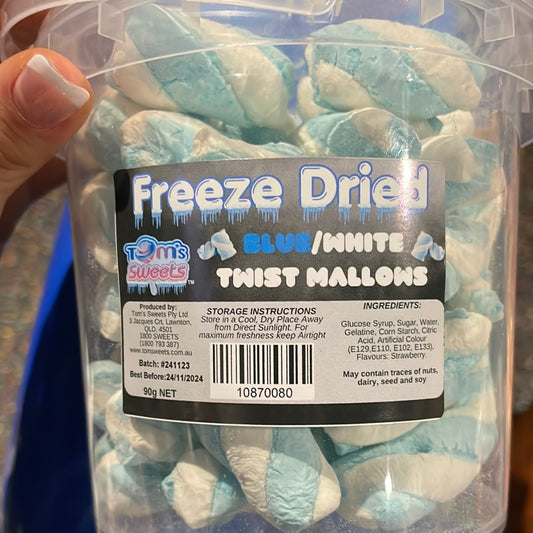 Freeze Dried
BLUE/WHITE
TWIST MALLOWS
Tom's
Sweets™
Produced by:
Tom's Sweets Pty Ltd
3 Jacques Crt, Lawnton,
QLD, 4501
1800 SWEETS
(1800 793 387)
www.tomsweets.com.au
Batch: #241123
Best Before:24/11/2024
90g NET
STORAGE INSTRUCTIONS
Store in a Cool, Dry Place Away
from Direct Sunlight. For
maximum freshness keep Airtight
10870080
INGREDIENTS:
Glucose Syrup, Sugar, Water,
Gelatine, Corn Starch, Citric
Acid, Artificial Colour
(E129,E110, E102, E133).
Flavours: Strawberry.
May contain traces of nuts,
dairy, seed and soy